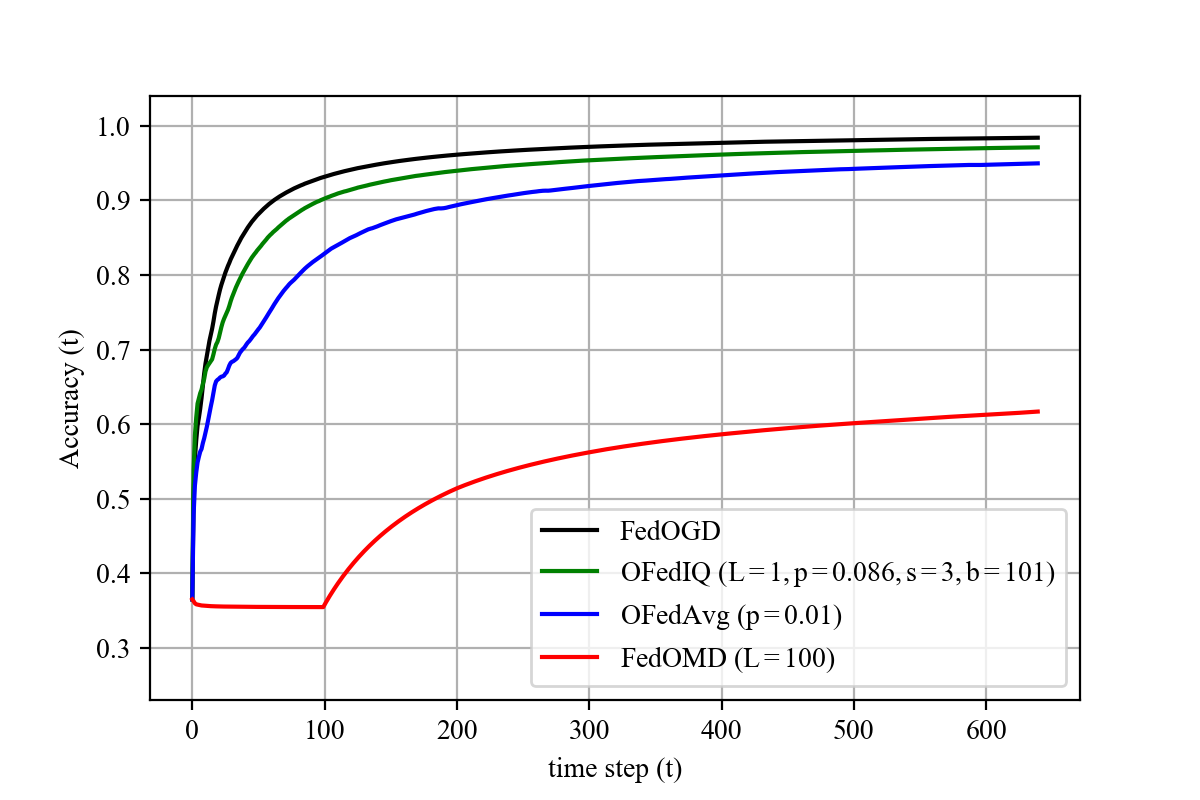 1.0
0.9
0.8
0.7
0.6
0.5
0.4
0.3
Accuracy (t)
FedOGD
OFedIQ (L = 1, p = 0.086, s = 3, b = 101)
OFedAvg (p = 0.01)
FedOMD (L = 100)
0 100 200 300 400 500 600
time step (t)